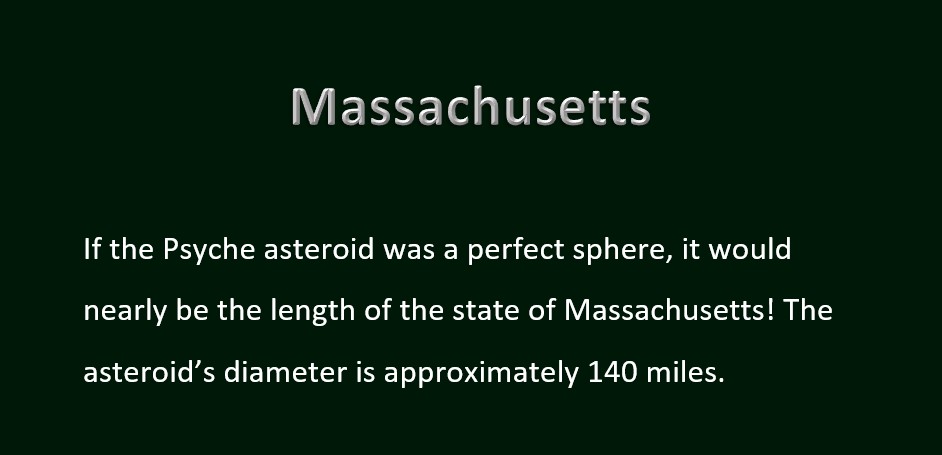 Massachusetts
If the Psyche asteroid was a perfect sphere, it would
nearly be the length of the state of Massachusetts! The
asteroid’s diameter is approximately 140 miles.